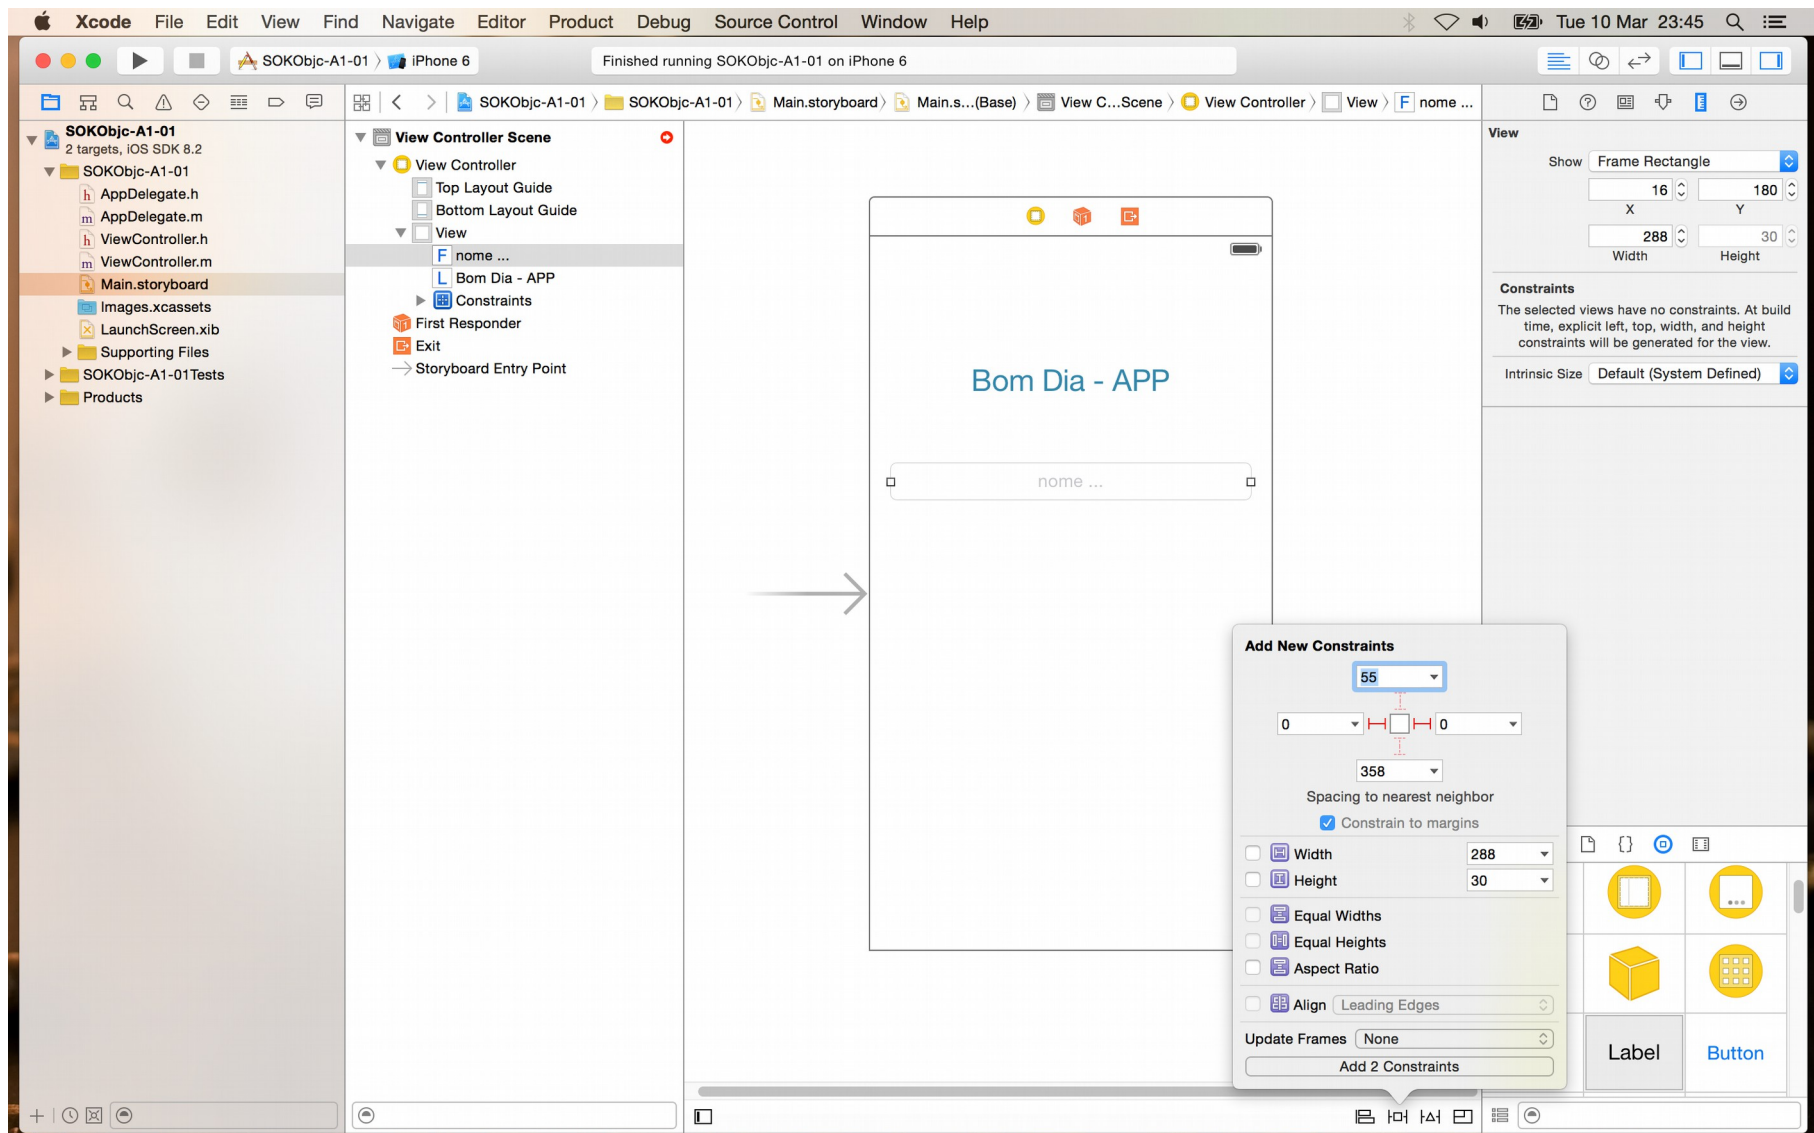 Xcode File Edit View Find Navigate Editor Product Debug Source Control Window Help Tue 10 Mar 23:45
SOKObjc-A1-01 iPhone 6 Finished running SOKObjc-A1-01 on iPhone 6
SOKObjc-A1-01 SOKObjc-A1-01 Main.storyboard Main.s...(Base) View C...Scene View Controller View F nome ...
SOKObjc-A1-01
2 targets, iOS SDK 8.2
SOKObjc-A1-01
h AppDelegate.h
m AppDelegate.m
h ViewController.h
m ViewController.m
Main.storyboard
Images.xcassets
LaunchScreen.xib
Supporting Files
SOKObjc-A1-01Tests
Products
View Controller Scene
View Controller
Top Layout Guide
Bottom Layout Guide
View
F nome ...
L Bom Dia - APP
Constraints
First Responder
Exit
Storyboard Entry Point
Bom Dia - APP
nome ...
View
Show Frame Rectangle
16 180
X Y
288 30
Width Height
Constraints
The selected views have no constraints. At build
time, explicit left, top, width, and height
constraints will be generated for the view.
Intrinsic Size Default (System Defined)
Add New Constraints
55
0 0
358
Spacing to nearest neighbor
Constrain to margins
Width 288
Height 30
Equal Widths
Equal Heights
Aspect Ratio
Align Leading Edges
Update Frames None
Add 2 Constraints
{}
Label Button